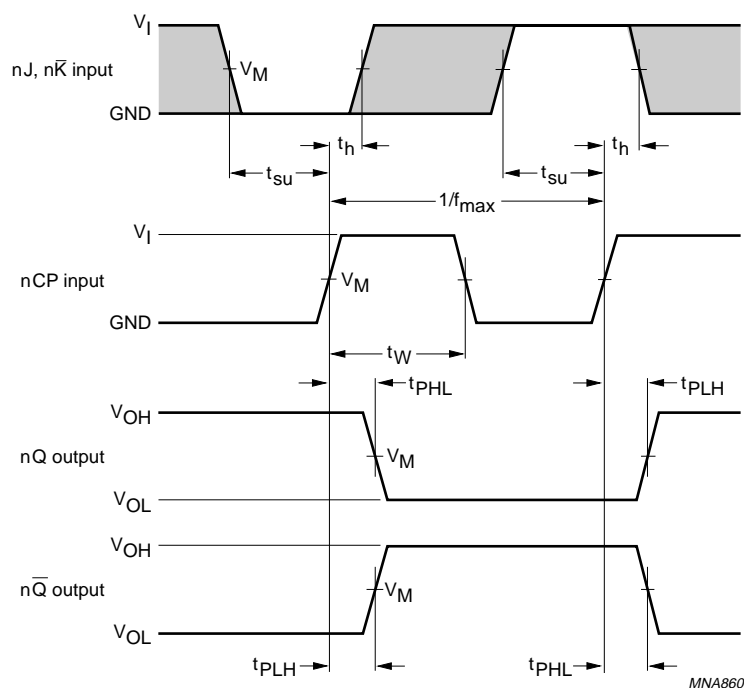 V_I
nJ, nK̅ input
V_M
GND
t_h
t_h
t_su
t_su
1/f_max
V_I
nCP input
V_M
GND
t_W
t_PHL
t_PLH
V_OH
nQ output
V_M
V_OL
V_OH
nQ̅ output
V_M
V_OL
t_PLH
t_PHL
MNA860